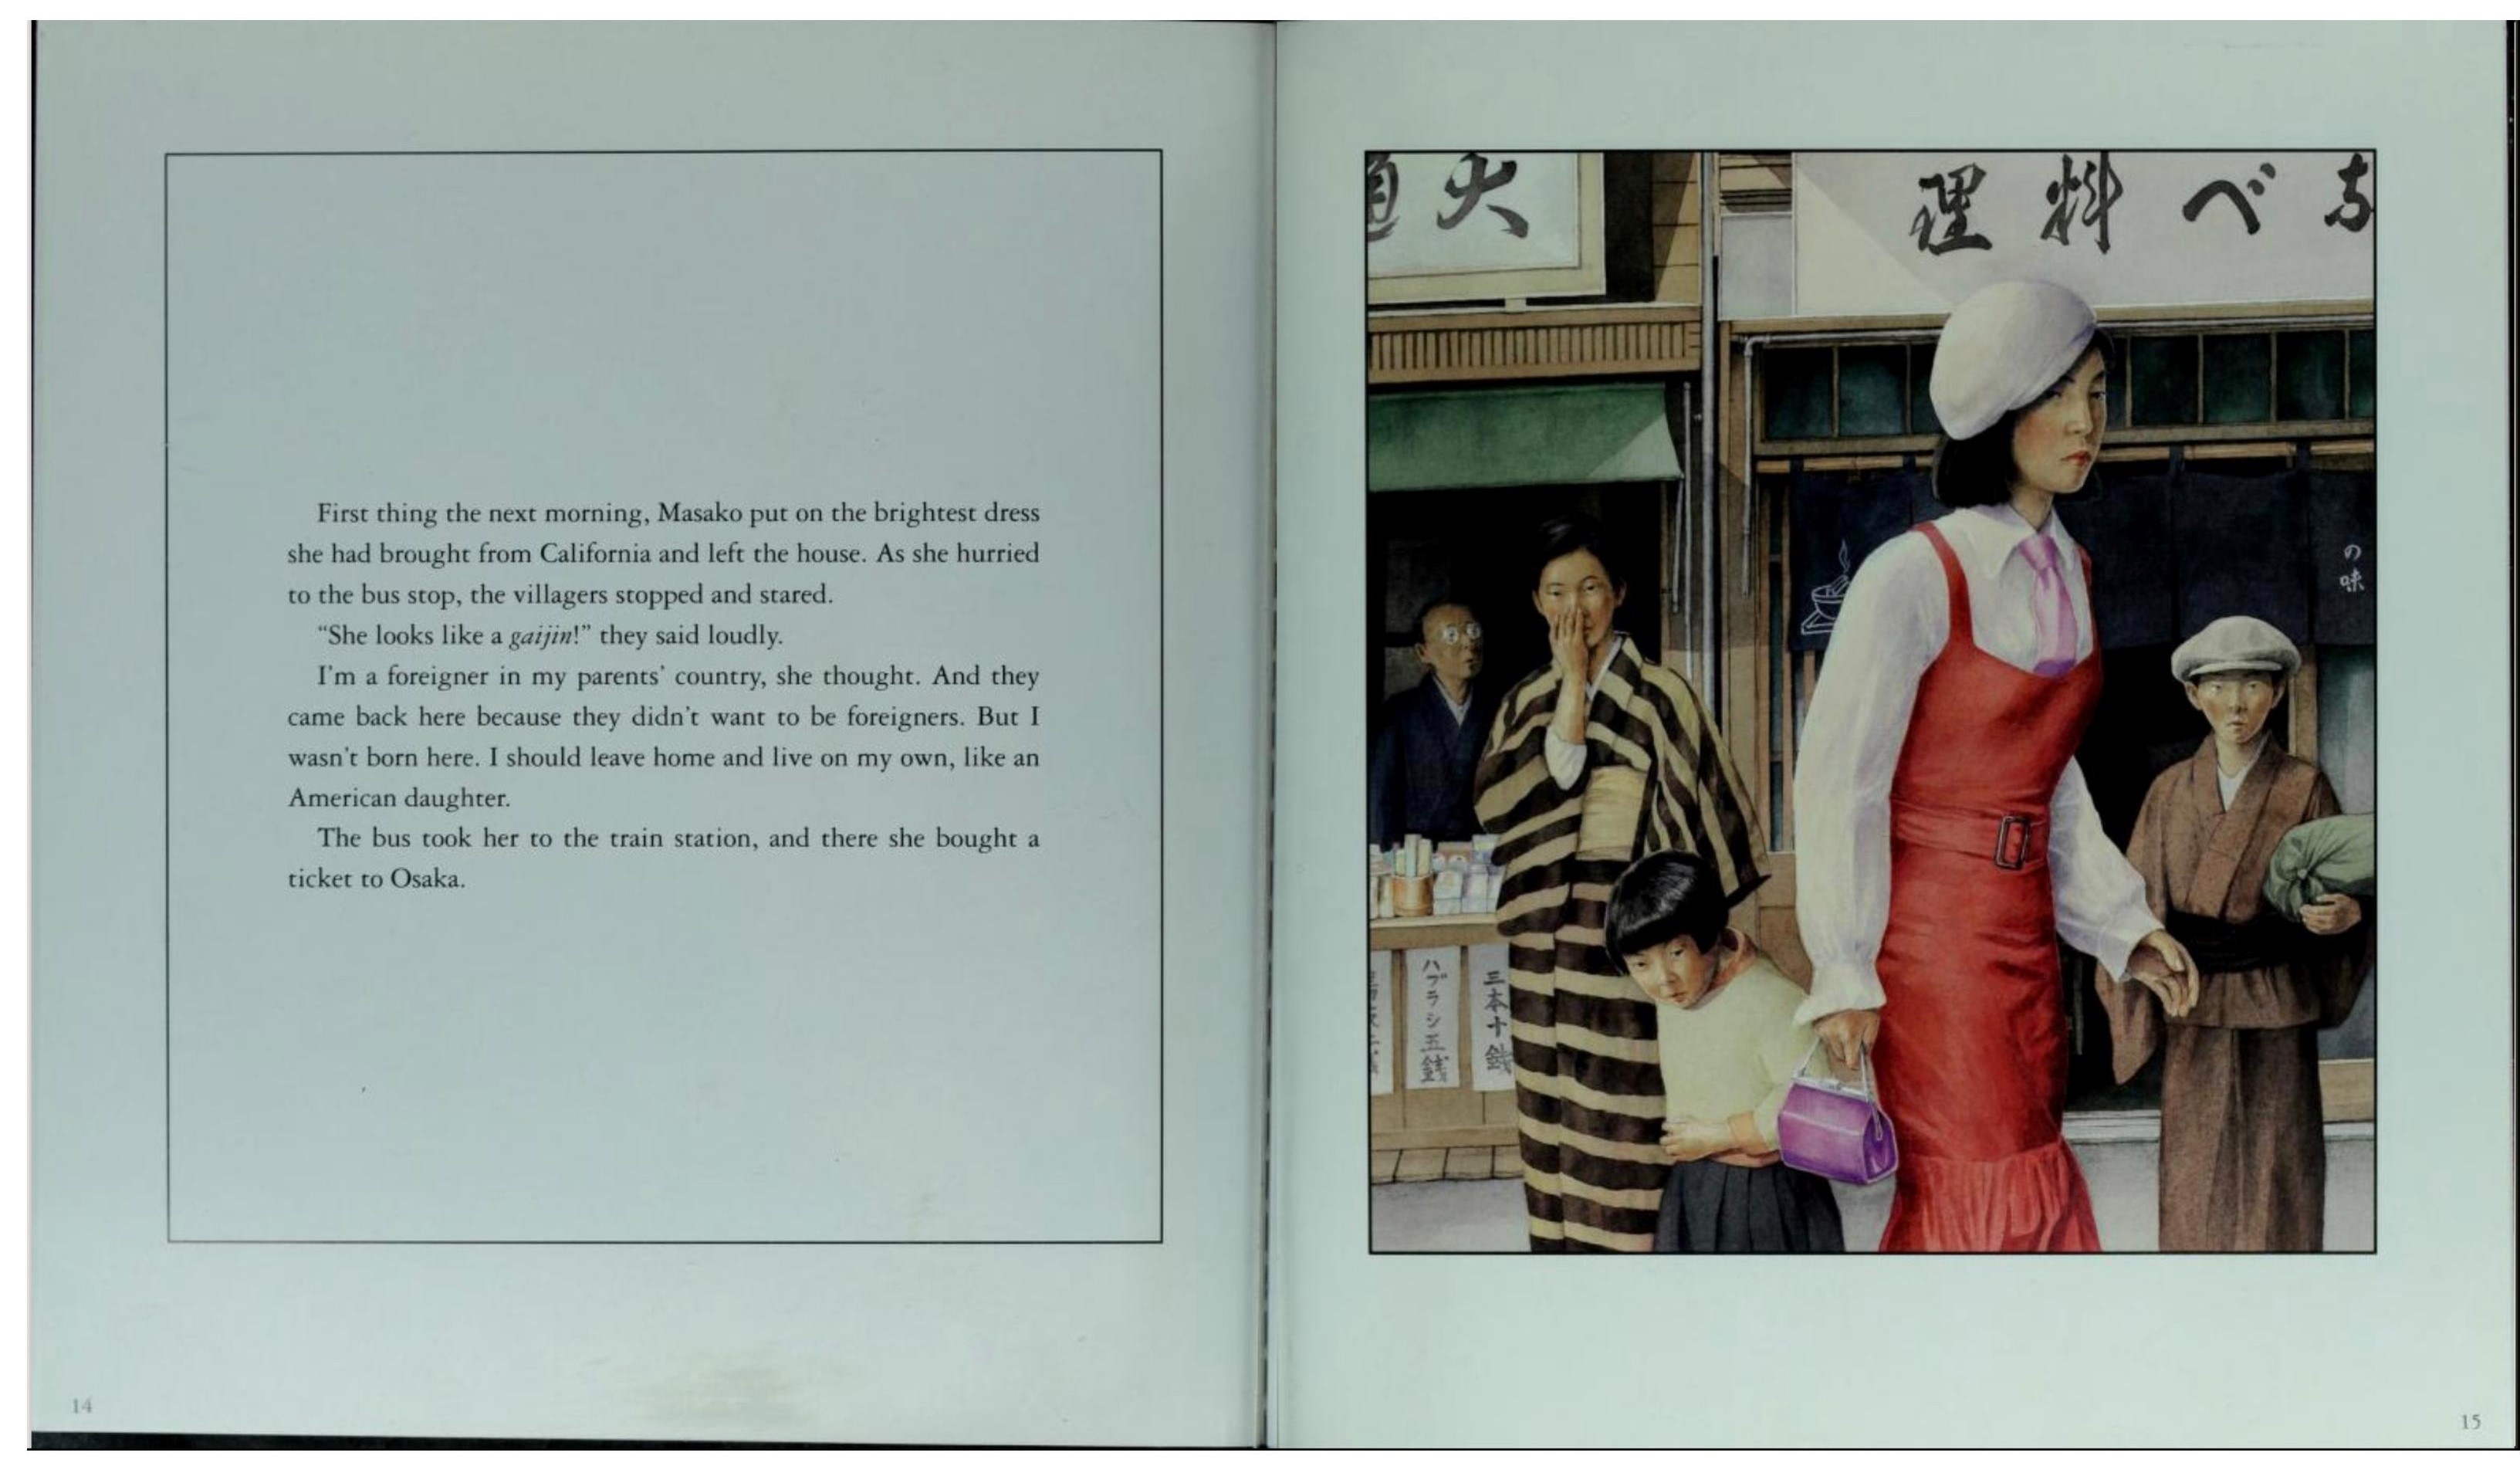 First thing the next morning, Masako put on the brightest dress
she had brought from California and left the house. As she hurried
to the bus stop, the villagers stopped and stared.
“She looks like a gaijin!” they said loudly.
I'm a foreigner in my parents' country, she thought. And they
came back here because they didn't want to be foreigners. But I
wasn't born here. I should leave home and live on my own, like an
American daughter.
The bus took her to the train station, and there she bought a
ticket to Osaka.
14
火
理料べ
の味
ハブラシ五銭
三本十銭
15